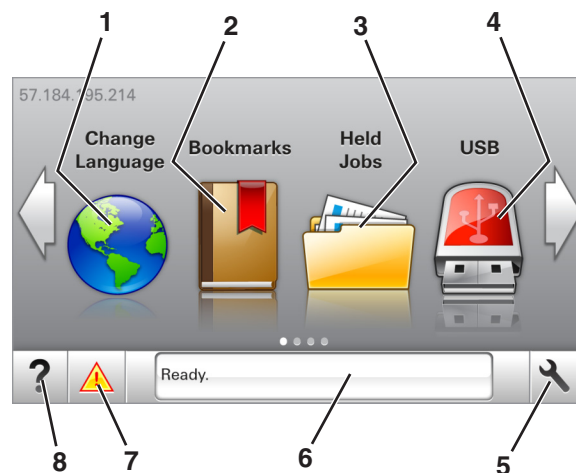 1 2 3 4
57.184.195.214
Change
Language
Bookmarks
Held
Jobs
USB
?
Ready.
8 7 6 5